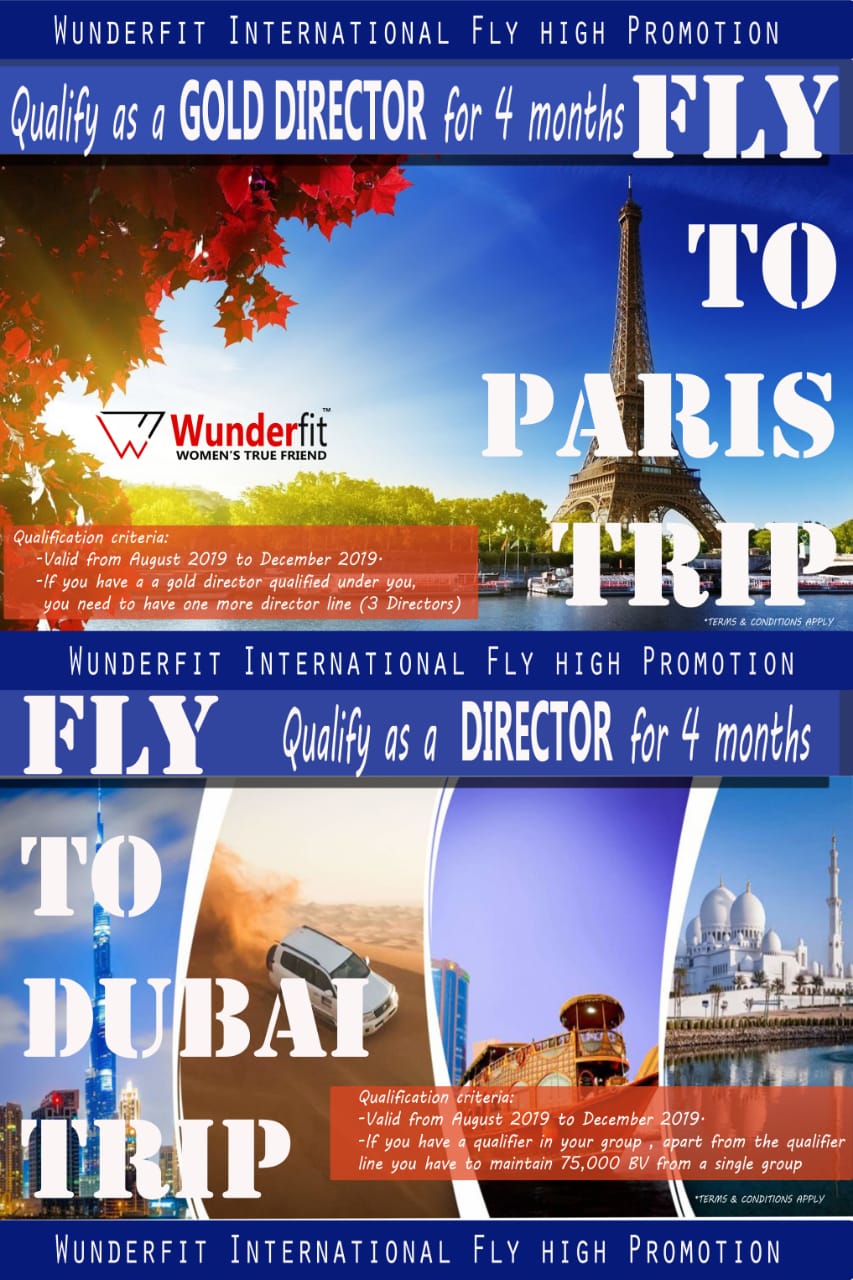 WUNDERFIT INTERNATIONAL FLY HIGH PROMOTION
Qualify as a GOLD DIRECTOR for 4 months
FLY
TO
PARIS
TRIP
Wunderfit™
WOMEN'S TRUE FRIEND
Qualification criteria:
-Valid from August 2019 to December 2019.
-If you have a a gold director qualified under you,
you need to have one more director line (3 Directors)
*TERMS & CONDITIONS APPLY
WUNDERFIT INTERNATIONAL FLY HIGH PROMOTION
FLY
Qualify as a DIRECTOR for 4 months
TO
DUBAI
TRIP
Qualification criteria:
-Valid from August 2019 to December 2019.
-If you have a qualifier in your group , apart from the qualifier
line you have to maintain 75,000 BV from a single group
*TERMS & CONDITIONS APPLY
WUNDERFIT INTERNATIONAL FLY HIGH PROMOTION